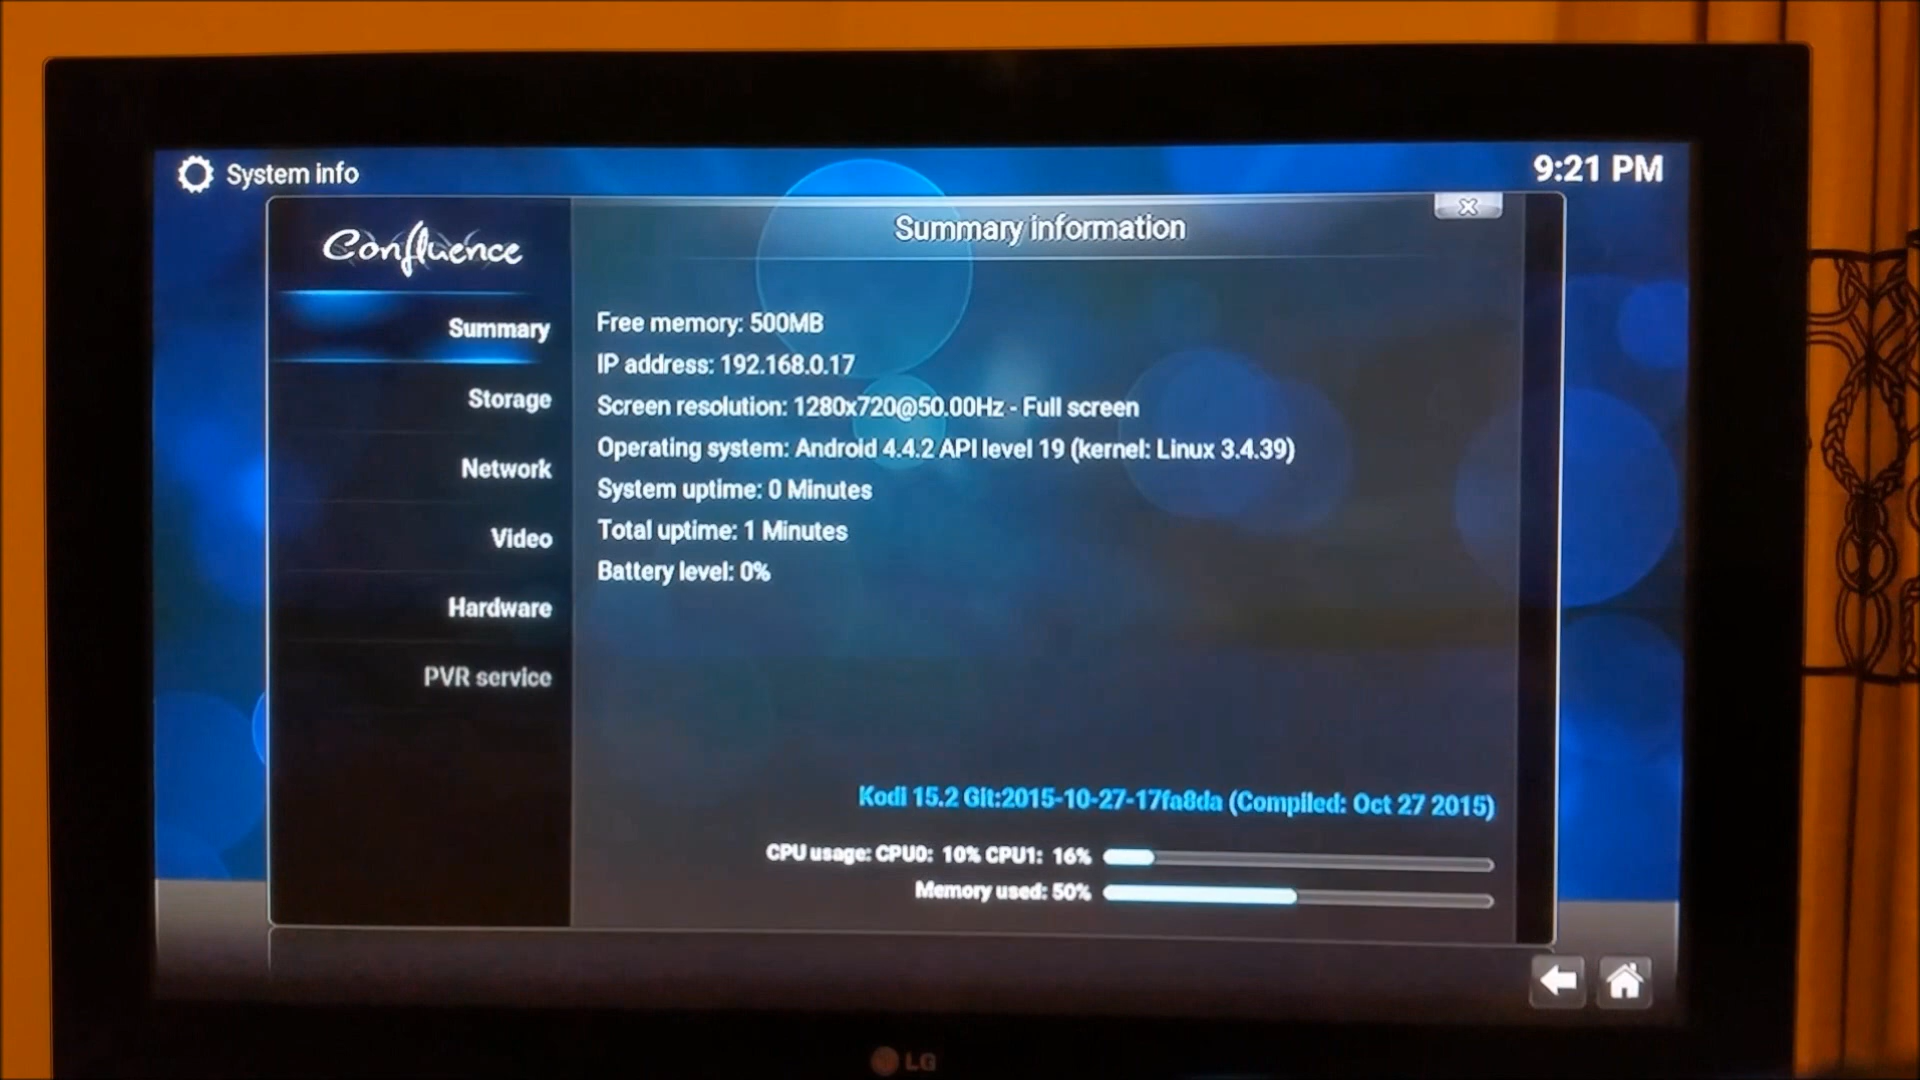 System info
9:21 PM
Confluence
Summary information
Summary
Storage
Network
Video
Hardware
PVR service
Free memory: 500MB
IP address: 192.168.0.17
Screen resolution: 1280x720@50.00Hz - Full screen
Operating system: Android 4.4.2 API level 19 (kernel: Linux 3.4.39)
System uptime: 0 Minutes
Total uptime: 1 Minutes
Battery level: 0%
Kodi 15.2 Git:2015-10-27-17fa8da (Compiled: Oct 27 2015)
CPU usage: CPU0: 10% CPU1: 16%
Memory used: 50%
LG